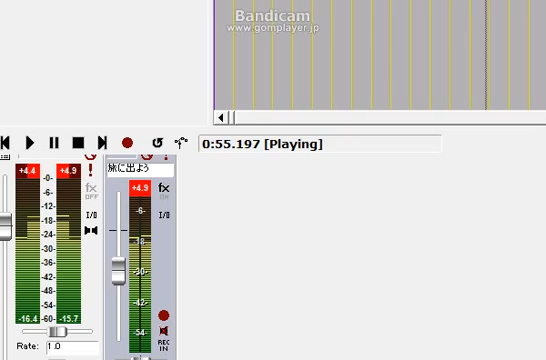 Bandicam
www.gomplayer.jp
0:55.197 [Playing]
+4.4 +4.9
-0-
-6-
-12-
-18-
-24-
-30-
-36-
-42-
-48-
-54-
-16.4 -60- -15.7
fx
OFF
I/O
Rate: 1.0
旅に出よう
+4.9
-6-
-18-
-30-
-42-
-54-
fx
ON
I/O
REC
IN